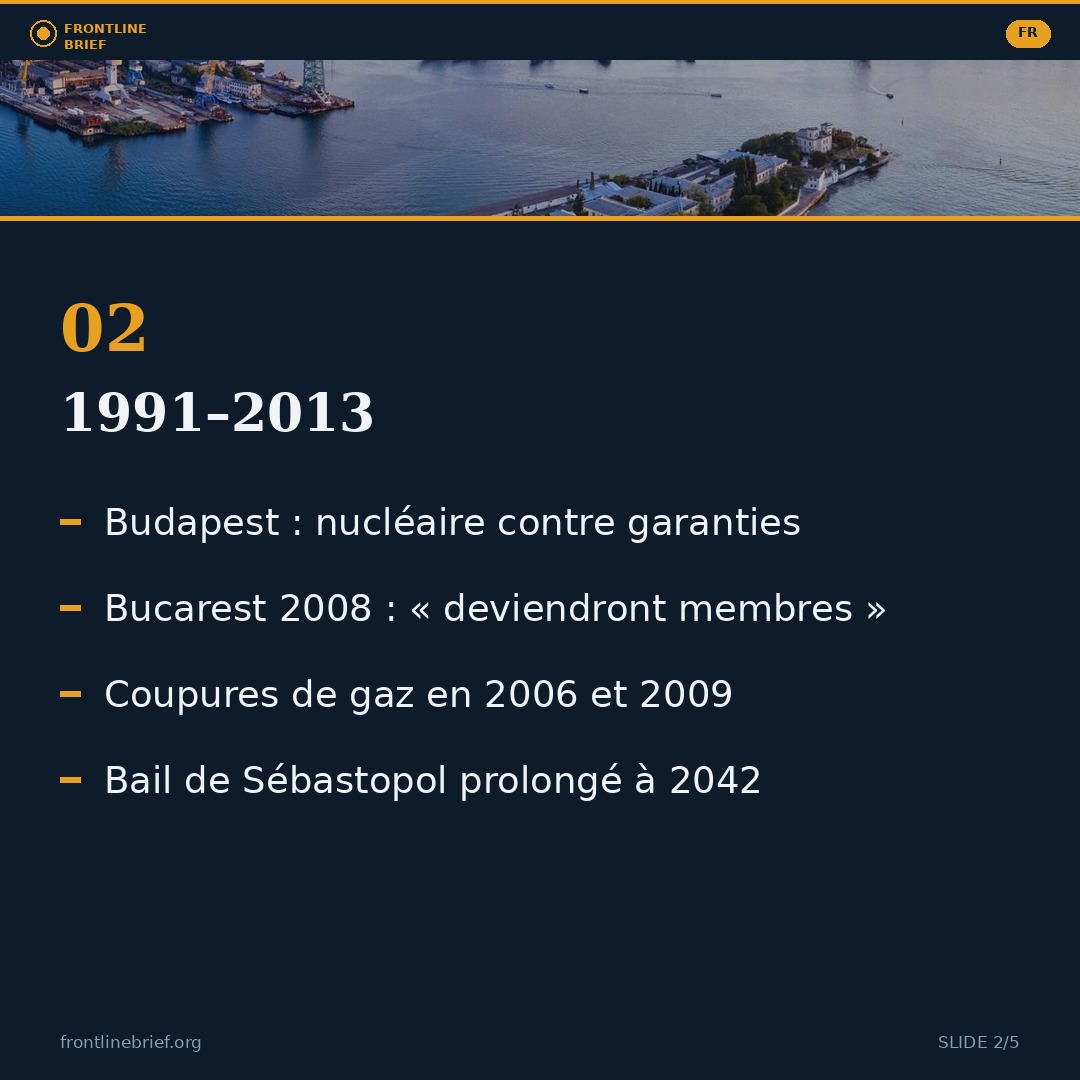 FRONTLINE
BRIEF
FR
02
1991–2013
Budapest : nucléaire contre garanties
Bucarest 2008 : « deviendront membres »
Coupures de gaz en 2006 et 2009
Bail de Sébastopol prolongé à 2042
frontlinebrief.org
SLIDE 2/5